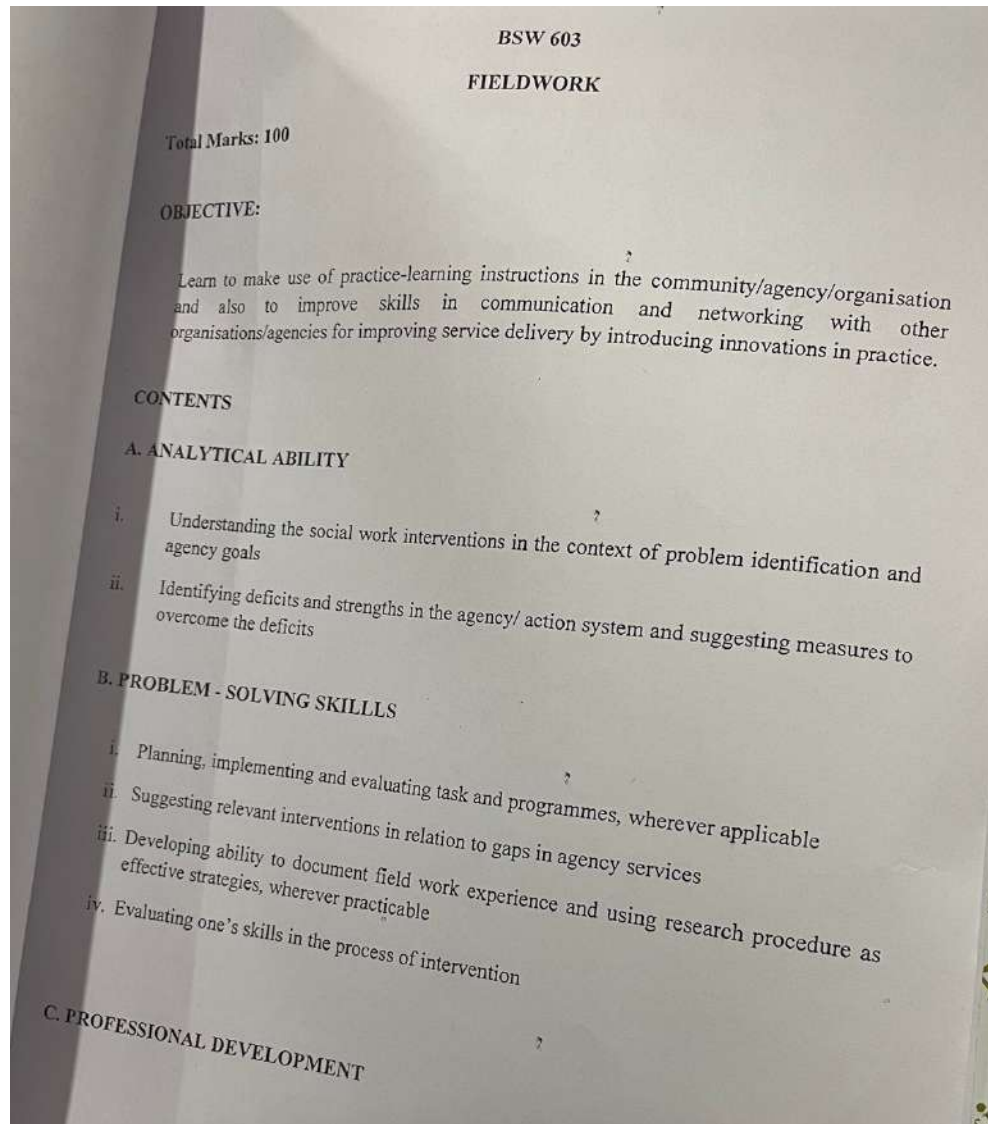 BSW 603
FIELDWORK
Total Marks: 100
OBJECTIVE:
Learn to make use of practice-learning instructions in the community/agency/organisation
and also to improve skills in communication and networking with other
organisations/agencies for improving service delivery by introducing innovations in practice.
CONTENTS
A. ANALYTICAL ABILITY
i. Understanding the social work interventions in the context of problem identification and
agency goals
ii. Identifying deficits and strengths in the agency/ action system and suggesting measures to
overcome the deficits
B. PROBLEM - SOLVING SKILLLS
i. Planning, implementing and evaluating task and programmes, wherever applicable
ii. Suggesting relevant interventions in relation to gaps in agency services
iii. Developing ability to document field work experience and using research procedure as
effective strategies, wherever practicable
iv. Evaluating one's skills in the process of intervention
C. PROFESSIONAL DEVELOPMENT